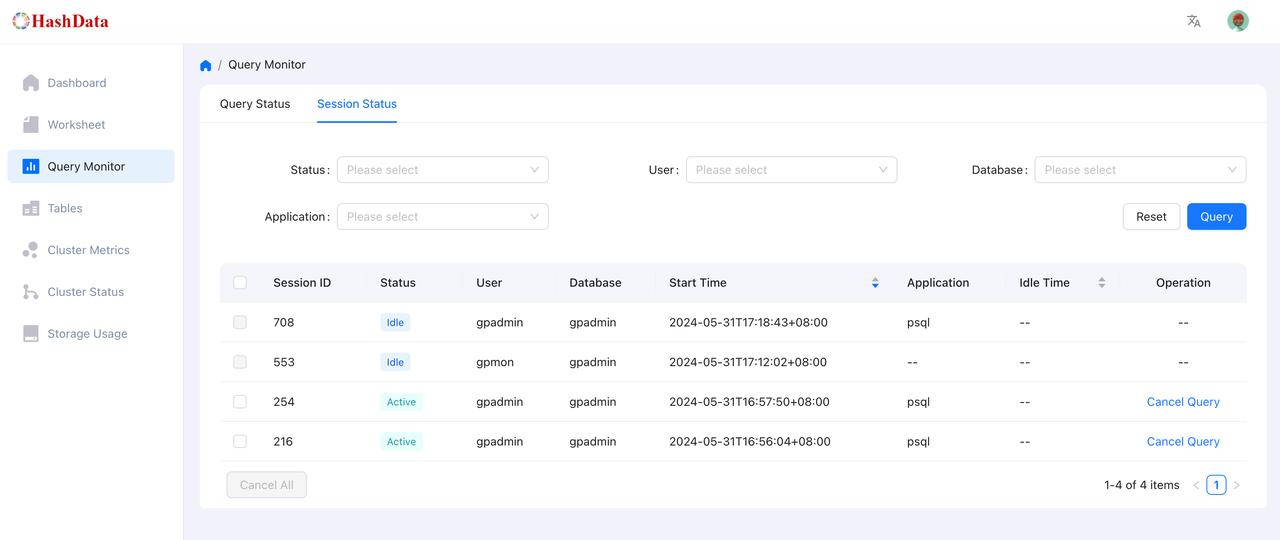 HashData
Dashboard
Worksheet
Query Monitor
Tables
Cluster Metrics
Cluster Status
Storage Usage
/ Query Monitor
Query Status Session Status
Status: Please select User: Please select Database: Please select
Application: Please select Reset Query
Session ID Status User Database Start Time Application Idle Time Operation
708 Idle gpadmin gpadmin 2024-05-31T17:18:43+08:00 psql -- --
553 Idle gpmon gpadmin 2024-05-31T17:12:02+08:00 -- -- --
254 Active gpadmin gpadmin 2024-05-31T16:57:50+08:00 psql -- Cancel Query
216 Active gpadmin gpadmin 2024-05-31T16:56:04+08:00 psql -- Cancel Query
Cancel All 1-4 of 4 items < 1 >